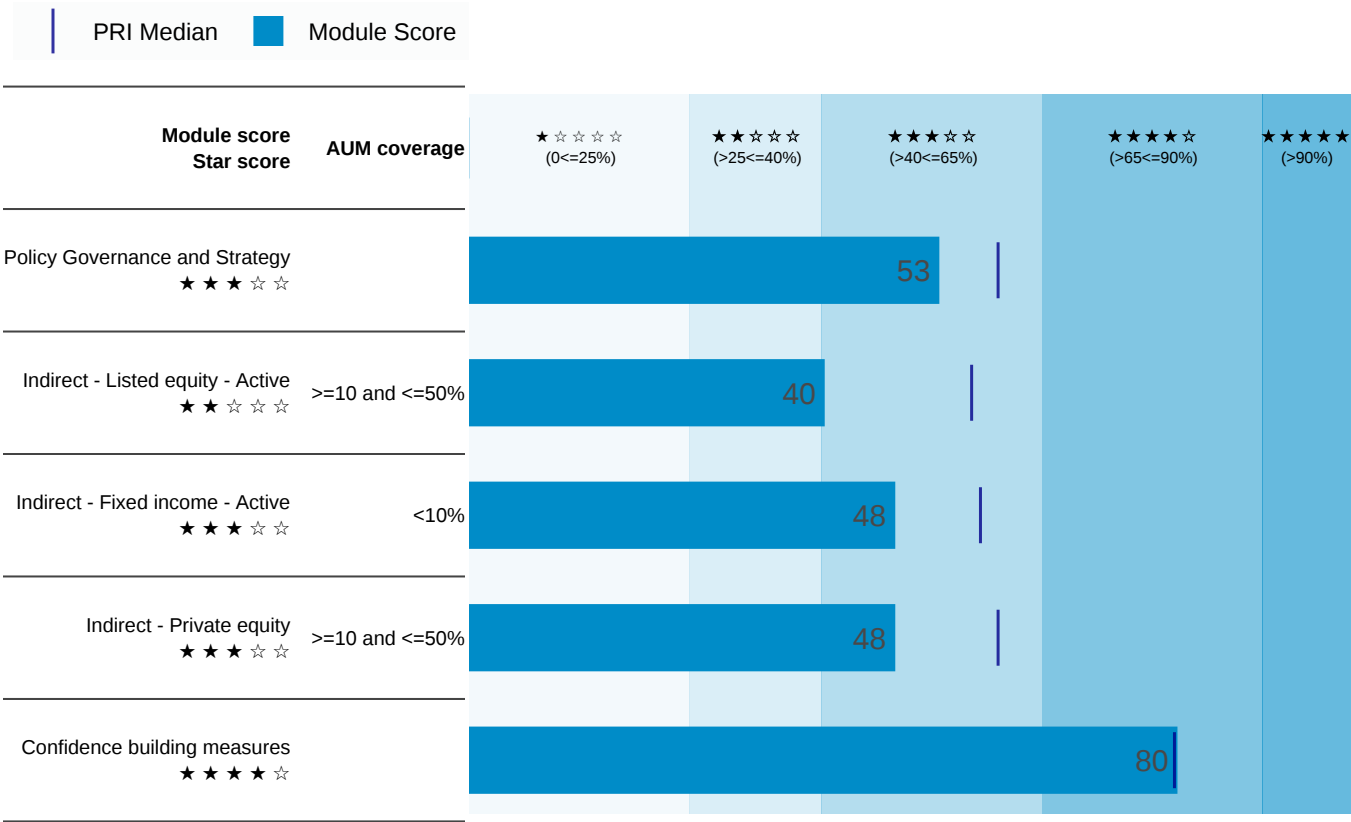 PRI Median
Module Score
Module score
Star score
AUM coverage
★☆☆☆☆
(0<=25%)
★★☆☆☆
(>25<=40%)
★★★☆☆
(>40<=65%)
★★★★☆
(>65<=90%)
★★★★★
(>90%)
Policy Governance and Strategy
★★★☆☆
53
Indirect - Listed equity - Active
★★☆☆☆
>=10 and <=50%
40
Indirect - Fixed income - Active
★★★☆☆
<10%
48
Indirect - Private equity
★★★☆☆
>=10 and <=50%
48
Confidence building measures
★★★★☆
80